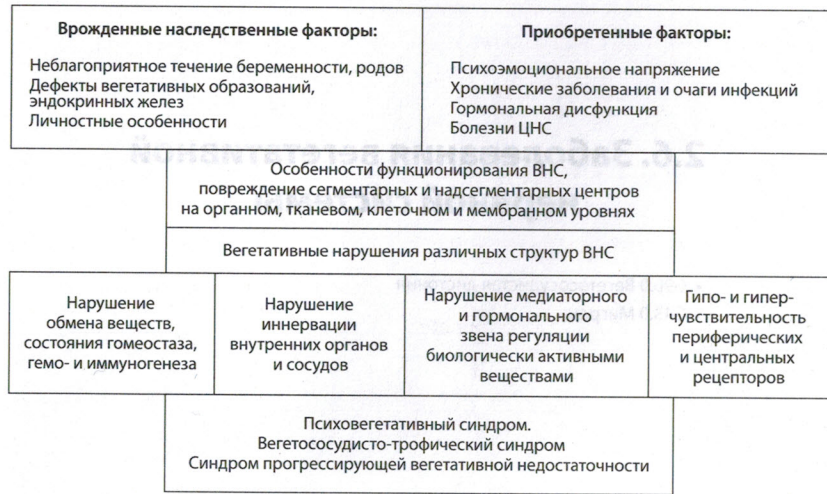 Врожденные наследственные факторы:
Неблагоприятное течение беременности, родов
Дефекты вегетативных образований,
эндокринных желез
Личностные особенности
Приобретенные факторы:
Психоэмоциональное напряжение
Хронические заболевания и очаги инфекций
Гормональная дисфункция
Болезни ЦНС
Особенности функционирования ВНС,
повреждение сегментарных и надсегментарных центров
на органном, тканевом, клеточном и мембранном уровнях
Вегетативные нарушения различных структур ВНС
Нарушение
обмена веществ,
состояния гомеостаза,
гемо- и иммуногенеза
Нарушение
иннервации
внутренних органов
и сосудов
Нарушение медиаторного
и гормонального
звена регуляции
биологически активными
веществами
Гипо- и гипер-
чувствительность
периферических
и центральных
рецепторов
Психовегетативный синдром.
Вегетососудисто-трофический синдром
Синдром прогрессирующей вегетативной недостаточности